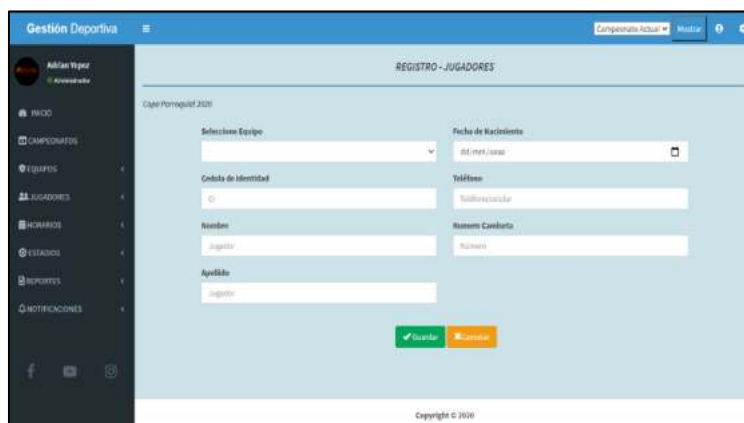 Gestión Deportiva
Campeonato Actual
Mostrar
Adrian Yepez
Administrador
REGISTRO - JUGADORES
Copa Parroquial 2020
INICIO
CAMPEONATOS
EQUIPOS
JUGADORES
HORARIOS
ESTADIOS
REPORTES
NOTIFICACIONES
Seleccione Equipo
Fecha de Nacimiento
dd/mm/aaaa
Cedula de Identidad
Teléfono
CI
Teléfono/celular
Nombre
Numero Camiseta
Jugador
Número
Apellido
Jugador
Guardar
Cancelar
Copyright © 2020